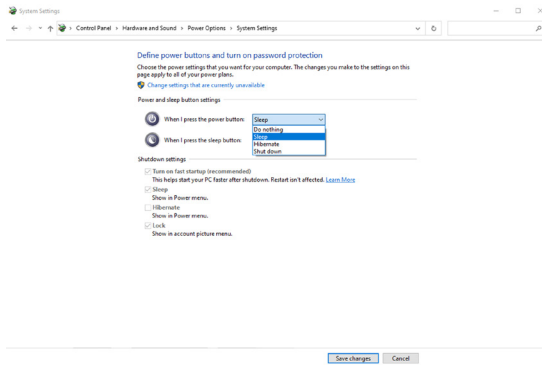 System Settings
Control Panel > Hardware and Sound > Power Options > System Settings
Define power buttons and turn on password protection
Choose the power settings that you want for your computer. The changes you make to the settings on this
page apply to all of your power plans.
Change settings that are currently unavailable
Power and sleep button settings
When I press the power button: Sleep
Do nothing
Sleep
Hibernate
Shut down
When I press the sleep button:
Shutdown settings
Turn on fast startup (recommended)
This helps start your PC faster after shutdown. Restart isn't affected. Learn More
Sleep
Show in Power menu.
Hibernate
Show in Power menu.
Lock
Show in account picture menu.
Save changes
Cancel